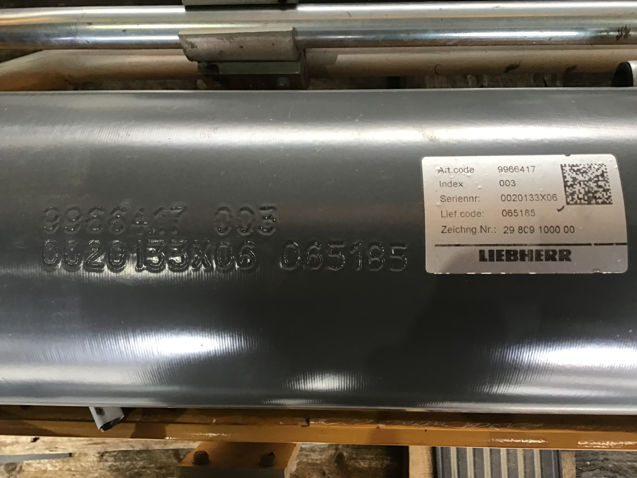 9966417 003
0020133X06 065185
Art.code 9966417
Index 003
Seriennr: 0020133X06
Lief code: 065185
Zeichng.Nr.: 29 809 1000 00
LIEBHERR